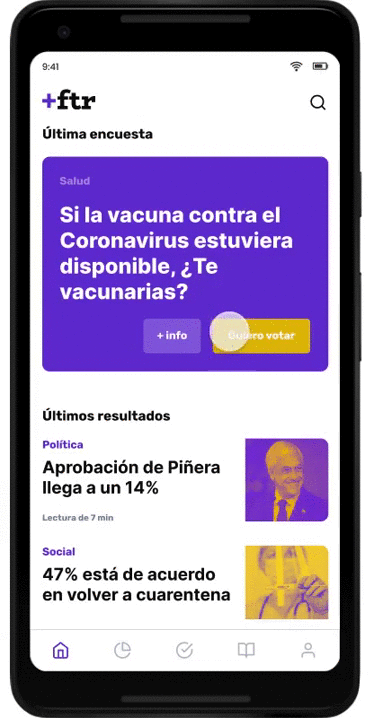 9:41
+ftr
Última encuesta
Salud
Si la vacuna contra el
Coronavirus estuviera
disponible, ¿Te
vacunarias?
+ info
Quiero votar
Últimos resultados
Política
Aprobación de Piñera
llega a un 14%
Lectura de 7 min
Social
47% está de acuerdo
en volver a cuarentena